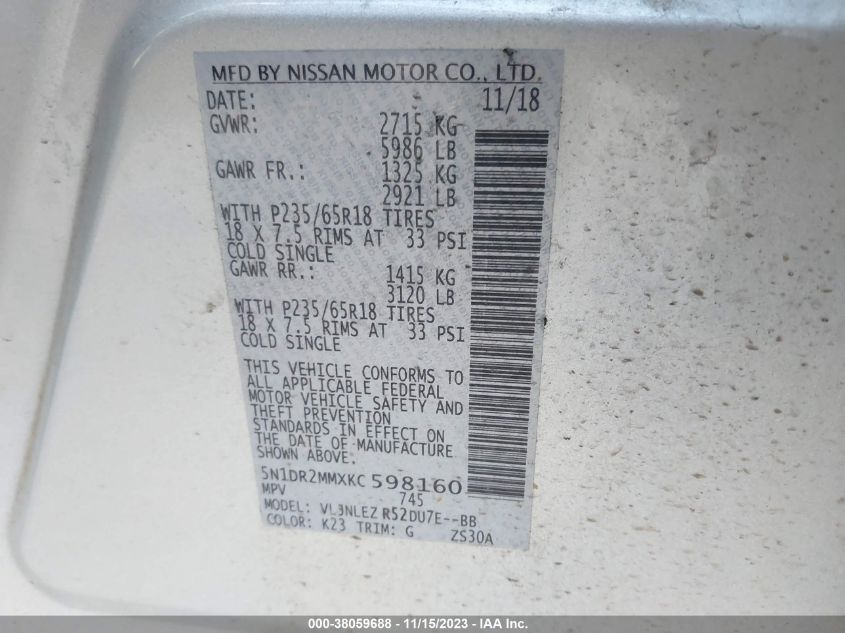 MFD BY NISSAN MOTOR CO., LTD.
DATE: 11/18
GVWR: 2715 KG
5986 LB
GAWR FR.: 1325 KG
2921 LB
WITH P235/65R18 TIRES
18 X 7.5 RIMS AT 33 PSI
COLD SINGLE
GAWR RR.: 1415 KG
3120 LB
WITH P235/65R18 TIRES
18 X 7.5 RIMS AT 33 PSI
COLD SINGLE
THIS VEHICLE CONFORMS TO
ALL APPLICABLE FEDERAL
MOTOR VEHICLE SAFETY AND
THEFT PREVENTION
STANDARDS IN EFFECT ON
THE DATE OF MANUFACTURE
SHOWN ABOVE.
5N1DR2MMXKC598160
MPV 745
MODEL: VL3NLEZ R52DU7E--BB
COLOR: K23 TRIM: G ZS30A
000-38059688 - 11/15/2023 - IAA Inc.